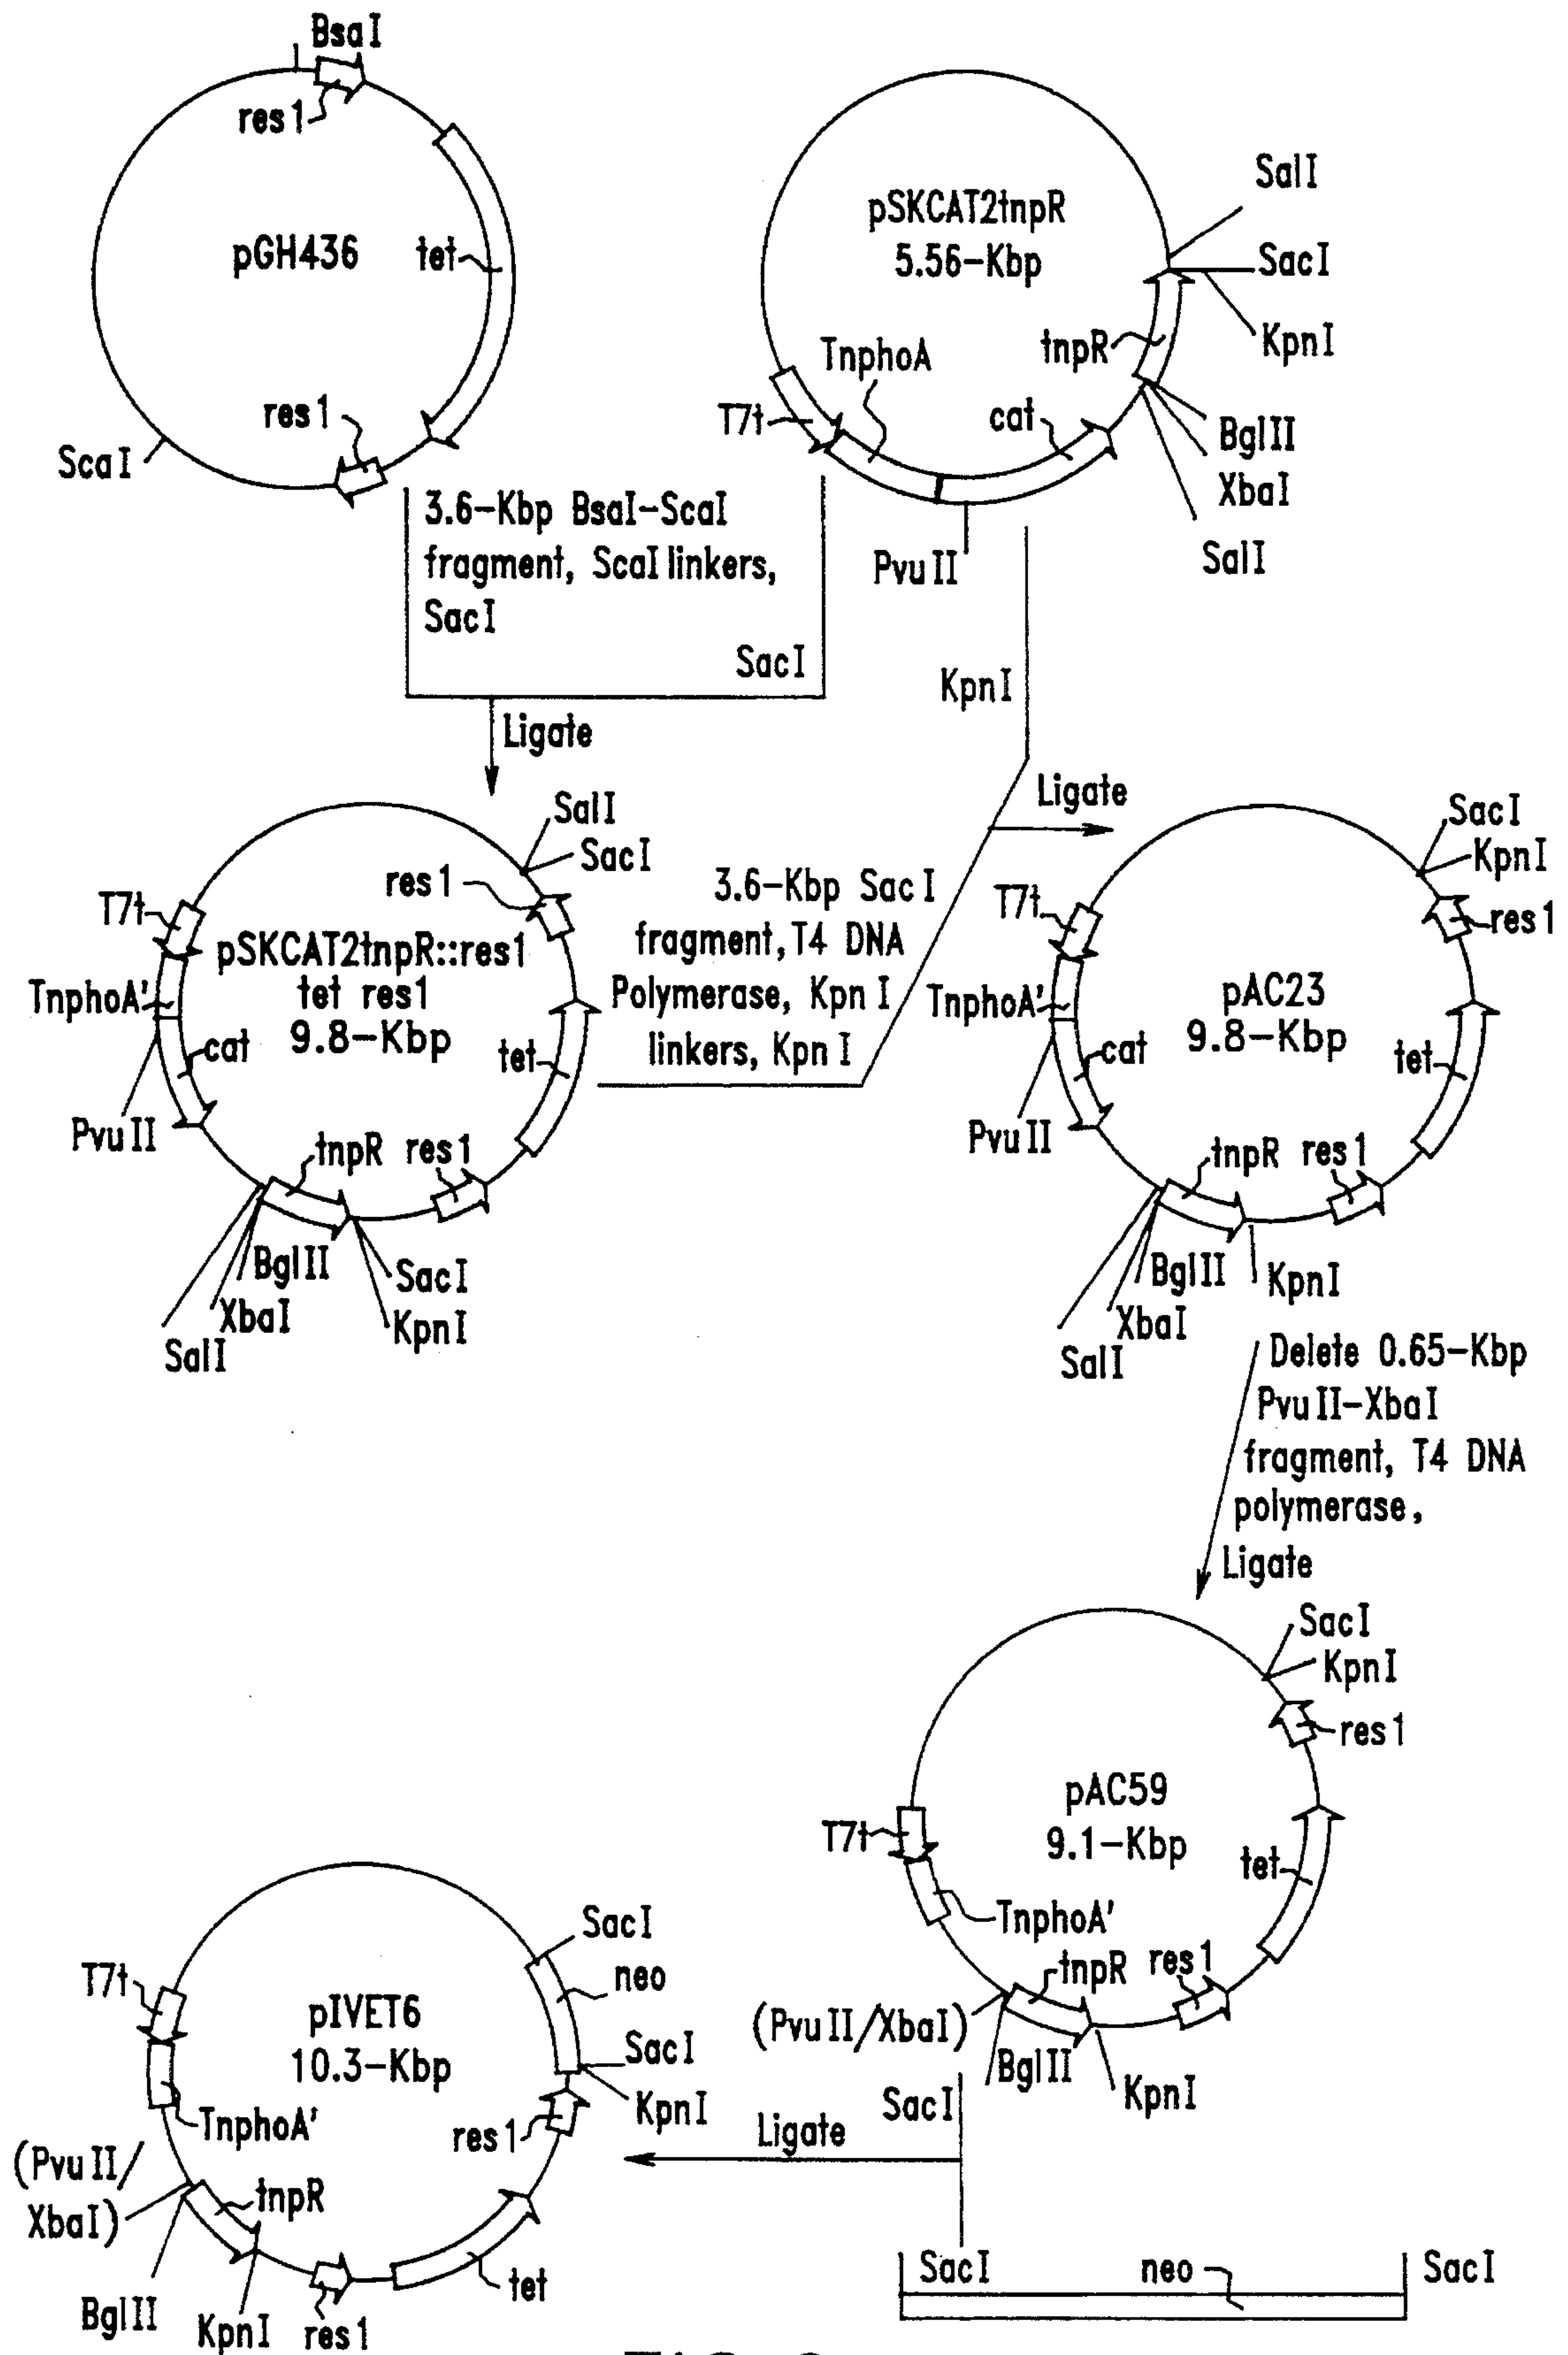 BsaI
res1
pGH436
tet
res1
ScaI
pSKCAT2tnpR
5.56-Kbp
SalI
SacI
KpnI
tnpR
TnphoA
T7t
cat
BglII
XbaI
SalI
PvuII
3.6-Kbp BsaI-ScaI
fragment, ScaI linkers,
SacI
SacI
Ligate
KpnI
Ligate
SalI
SacI
res1
T7t
pSKCAT2tnpR::res1
tet res1
9.8-Kbp
TnphoA'
cat
tet
PvuII
tnpR
res1
BglII
XbaI
SalI
SacI
KpnI
3.6-Kbp SacI
fragment, T4 DNA
Polymerase, KpnI
linkers, KpnI
SacI
KpnI
res1
T7t
TnphoA'
pAC23
9.8-Kbp
cat
tet
PvuII
tnpR
res1
BglII
XbaI
SalI
KpnI
Delete 0.65-Kbp
PvuII-XbaI
fragment, T4 DNA
polymerase,
Ligate
SacI
KpnI
res1
pAC59
9.1-Kbp
T7t
tet
TnphoA'
tnpR
res1
(PvuII/XbaI)
BglII
KpnI
SacI
Ligate
SacI
neo
SacI
SacI
neo
T7t
pIVET6
10.3-Kbp
SacI
KpnI
res1
TnphoA'
(PvuII/
XbaI)
tnpR
tet
BglII
KpnI
res1